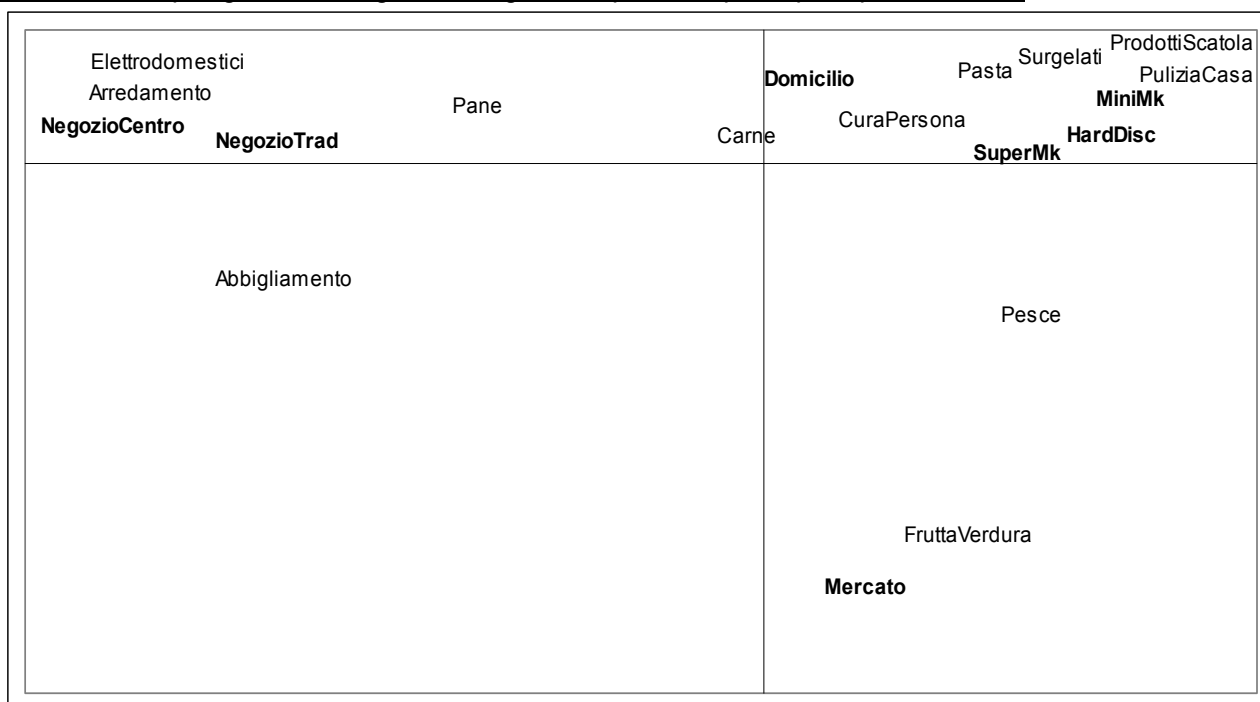 Elettrodomestici
Arredamento
NegozioCentro
NegozioTrad
Pane
Carne
Domicilio
CuraPersona
Pasta
Surgelati
ProdottiScatola
PuliziaCasa
MiniMk
HardDisc
SuperMk
Abbigliamento
Pesce
FruttaVerdura
Mercato